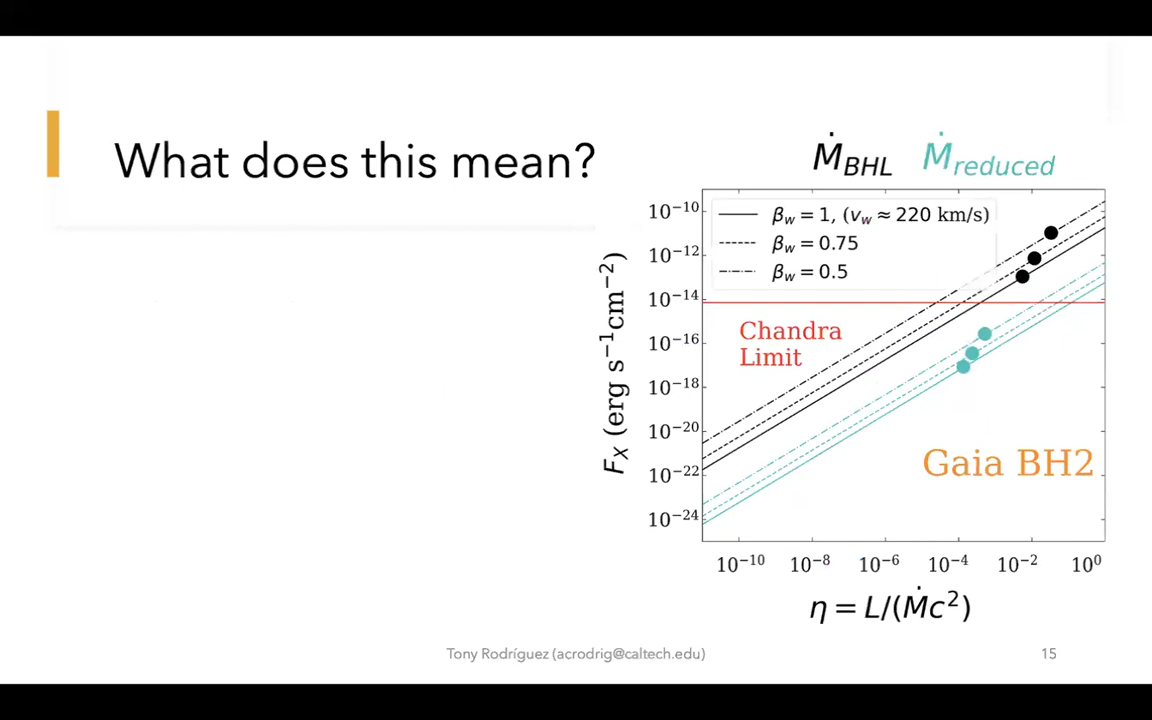 What does this mean?
Ṁ_BHL Ṁ_reduced
β_w = 1, (v_w ≈ 220 km/s)
β_w = 0.75
β_w = 0.5
10⁻¹⁰
10⁻¹²
10⁻¹⁴
10⁻¹⁶
10⁻¹⁸
10⁻²⁰
10⁻²²
10⁻²⁴
F_X (erg s⁻¹cm⁻²)
Chandra
Limit
Gaia BH2
10⁻¹⁰ 10⁻⁸ 10⁻⁶ 10⁻⁴ 10⁻² 10⁰
η = L/(Ṁc²)
Tony Rodríguez (acrodrig@caltech.edu)
15